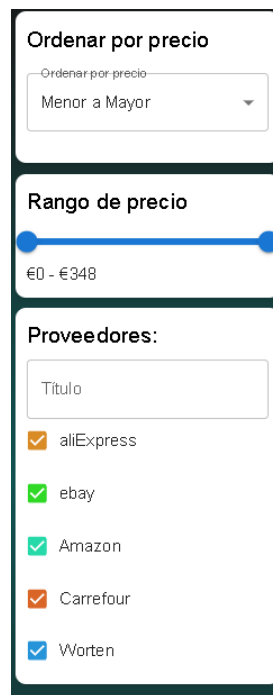 Ordenar por precio
Ordenar por precio
Menor a Mayor
Rango de precio
€0 - €348
Proveedores:
Título
aliExpress
ebay
Amazon
Carrefour
Worten